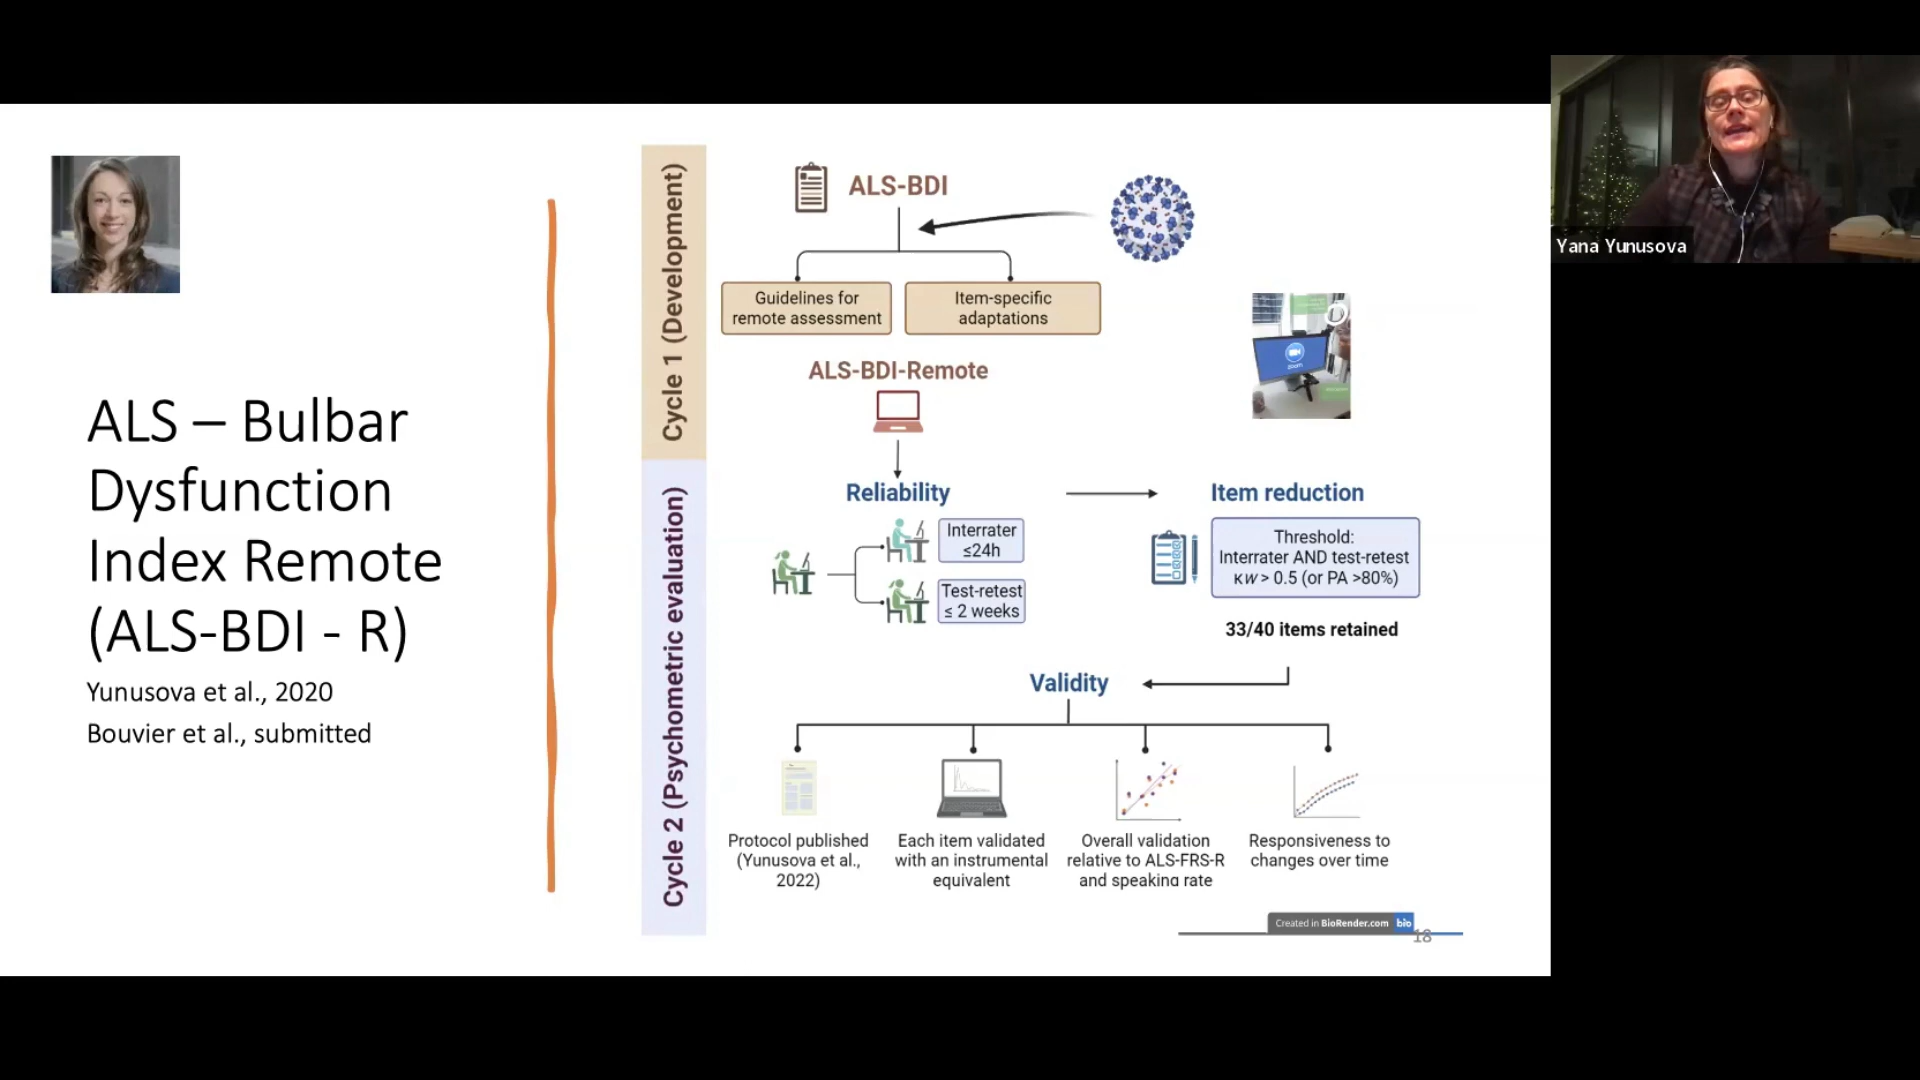 ALS – Bulbar
Dysfunction
Index Remote
(ALS-BDI - R)
Yunusova et al., 2020
Bouvier et al., submitted
Cycle 1 (Development)
ALS-BDI
Guidelines for
remote assessment
Item-specific
adaptations
ALS-BDI-Remote
zoom
Cycle 2 (Psychometric evaluation)
Reliability
Interrater
≤24h
Test-retest
≤ 2 weeks
Item reduction
Threshold:
Interrater AND test-retest
κw > 0.5 (or PA >80%)
33/40 items retained
Validity
Protocol published
(Yunusova et al.,
2022)
Each item validated
with an instrumental
equivalent
Overall validation
relative to ALS-FRS-R
and speaking rate
Responsiveness to
changes over time
Created in BioRender.com bio
18
Yana Yunusova